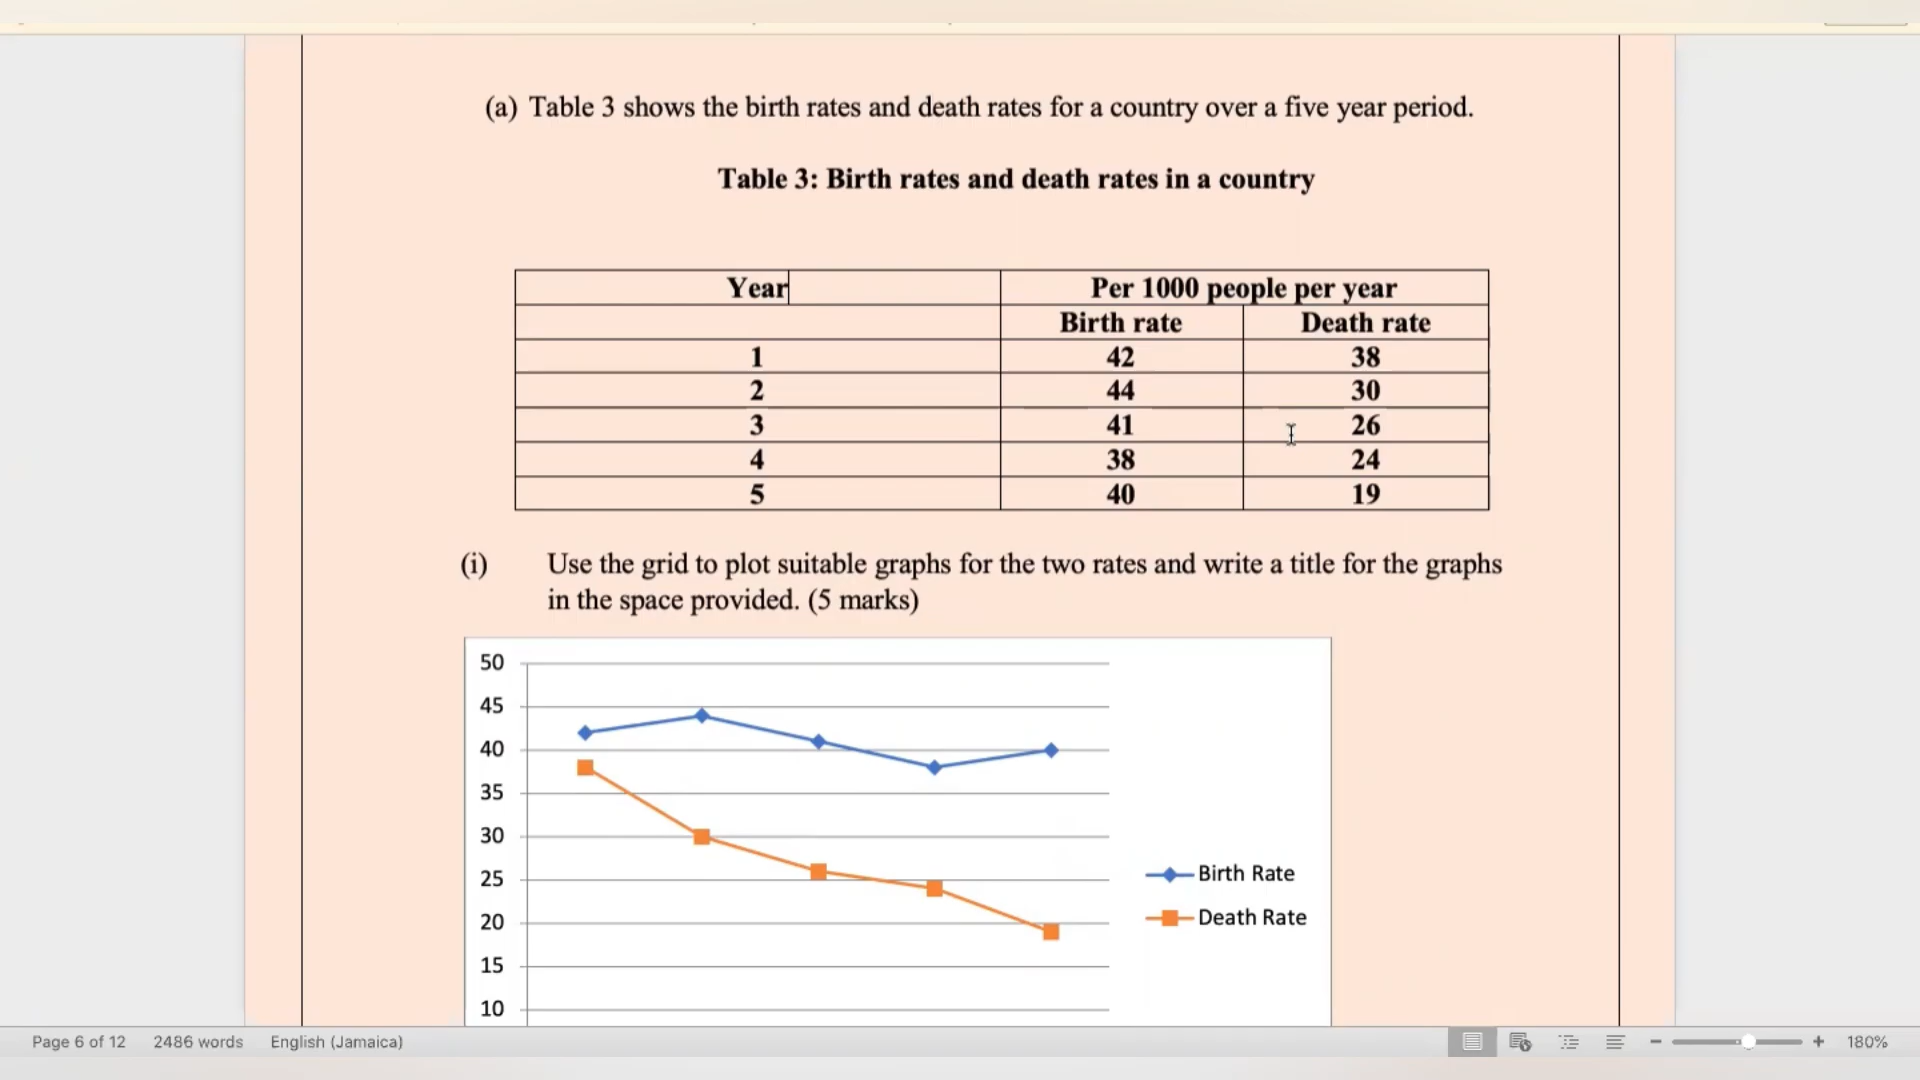 (a) Table 3 shows the birth rates and death rates for a country over a five year period.
Table 3: Birth rates and death rates in a country
Year Per 1000 people per year
Birth rate Death rate
1 42 38
2 44 30
3 41 26
4 38 24
5 40 19
(i) Use the grid to plot suitable graphs for the two rates and write a title for the graphs
in the space provided. (5 marks)
50
45
40
35
30
25
20
15
10
Birth Rate
Death Rate
Page 6 of 12 2486 words English (Jamaica) 180%